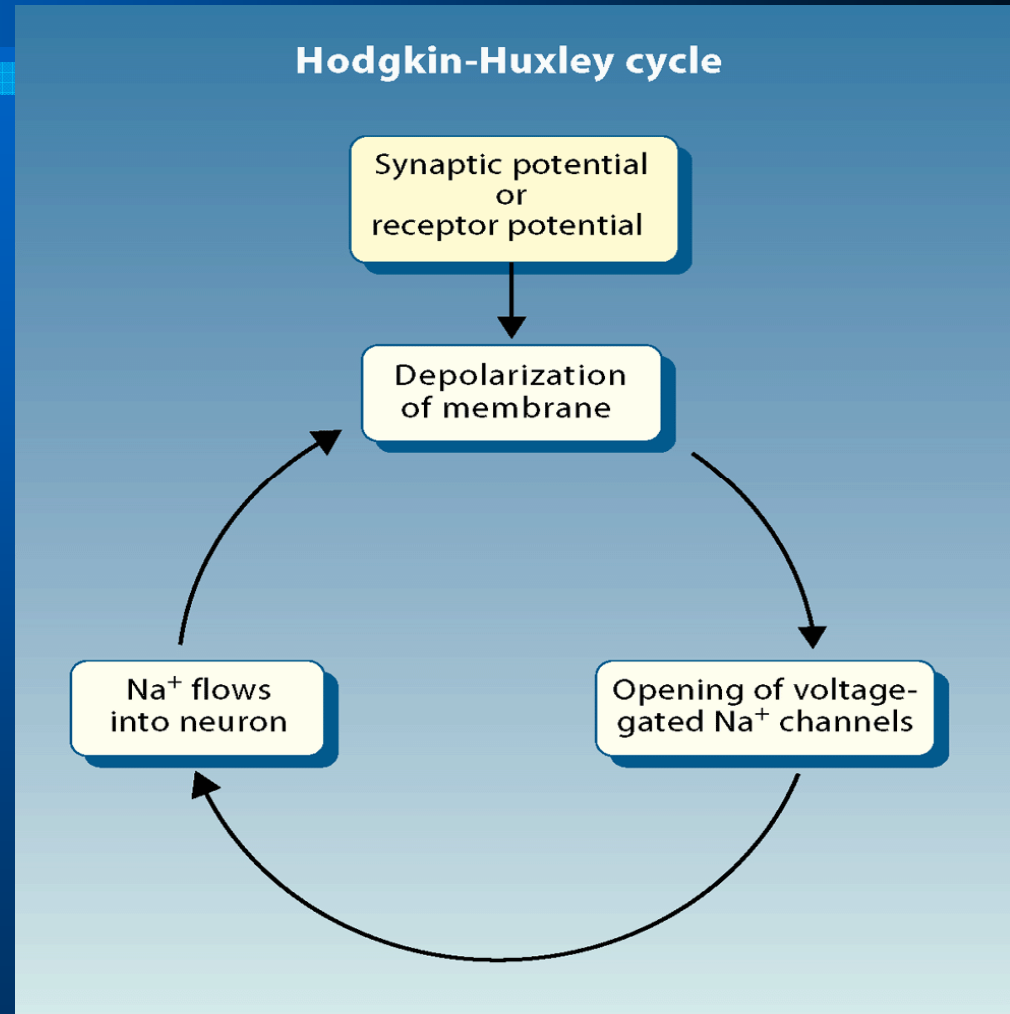 Hodgkin-Huxley cycle
Synaptic potential
or
receptor potential
Depolarization
of membrane
Na⁺ flows
into neuron
Opening of voltage-
gated Na⁺ channels